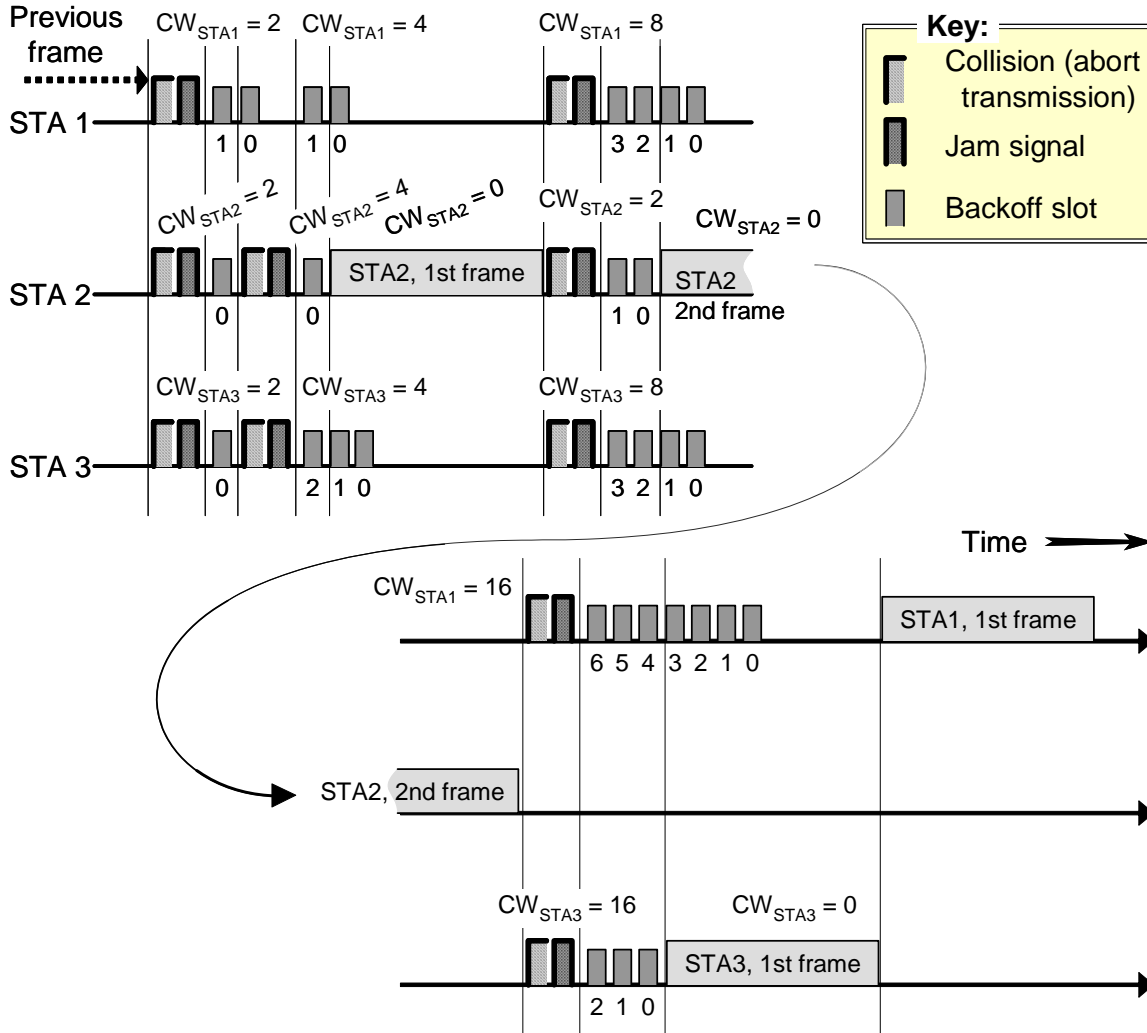 Previous
frame
CW_STA1 = 2
CW_STA1 = 4
CW_STA1 = 8
Key:
Collision (abort
transmission)
Jam signal
Backoff slot
STA 1
1 0
1 0
3 2 1 0
CW_STA2 = 2
CW_STA2 = 4
CW_STA2 = 0
CW_STA2 = 2
CW_STA2 = 0
STA 2
STA2, 1st frame
STA2
2nd frame
0
0
1 0
CW_STA3 = 2
CW_STA3 = 4
CW_STA3 = 8
STA 3
0
2 1 0
3 2 1 0
Time
CW_STA1 = 16
STA1, 1st frame
6 5 4 3 2 1 0
STA2, 2nd frame
CW_STA3 = 16
CW_STA3 = 0
STA3, 1st frame
2 1 0